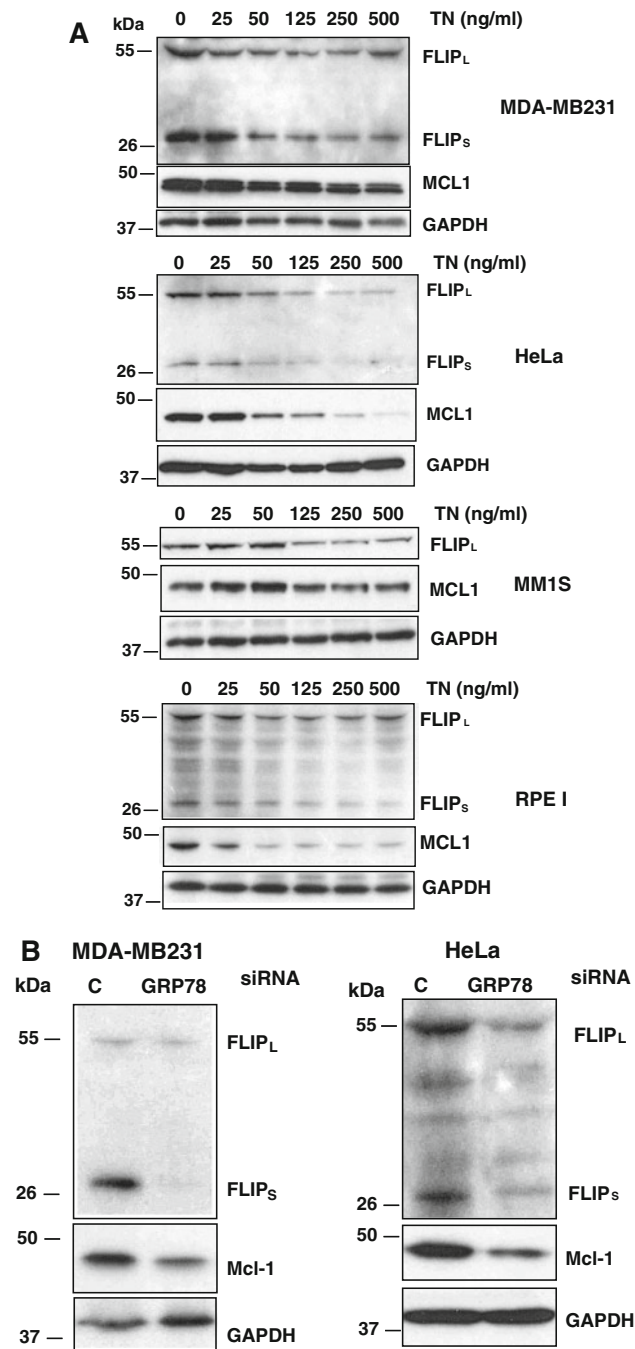 A
kDa 0 25 50 125 250 500 TN (ng/ml)
55 FLIPL
MDA-MB231
26 FLIPS
50 MCL1
37 GAPDH
0 25 50 125 250 500 TN (ng/ml)
55 FLIPL
26 FLIPS HeLa
50 MCL1
37 GAPDH
0 25 50 125 250 500 TN (ng/ml)
55 FLIPL
50 MCL1 MM1S
37 GAPDH
0 25 50 125 250 500 TN (ng/ml)
55 FLIPL
26 FLIPS RPE I
50 MCL1
37 GAPDH
B MDA-MB231
kDa C GRP78 siRNA
55 FLIPL
26 FLIPS
50 Mcl-1
37 GAPDH
HeLa
kDa C GRP78 siRNA
55 FLIPL
26 FLIPS
50 Mcl-1
37 GAPDH